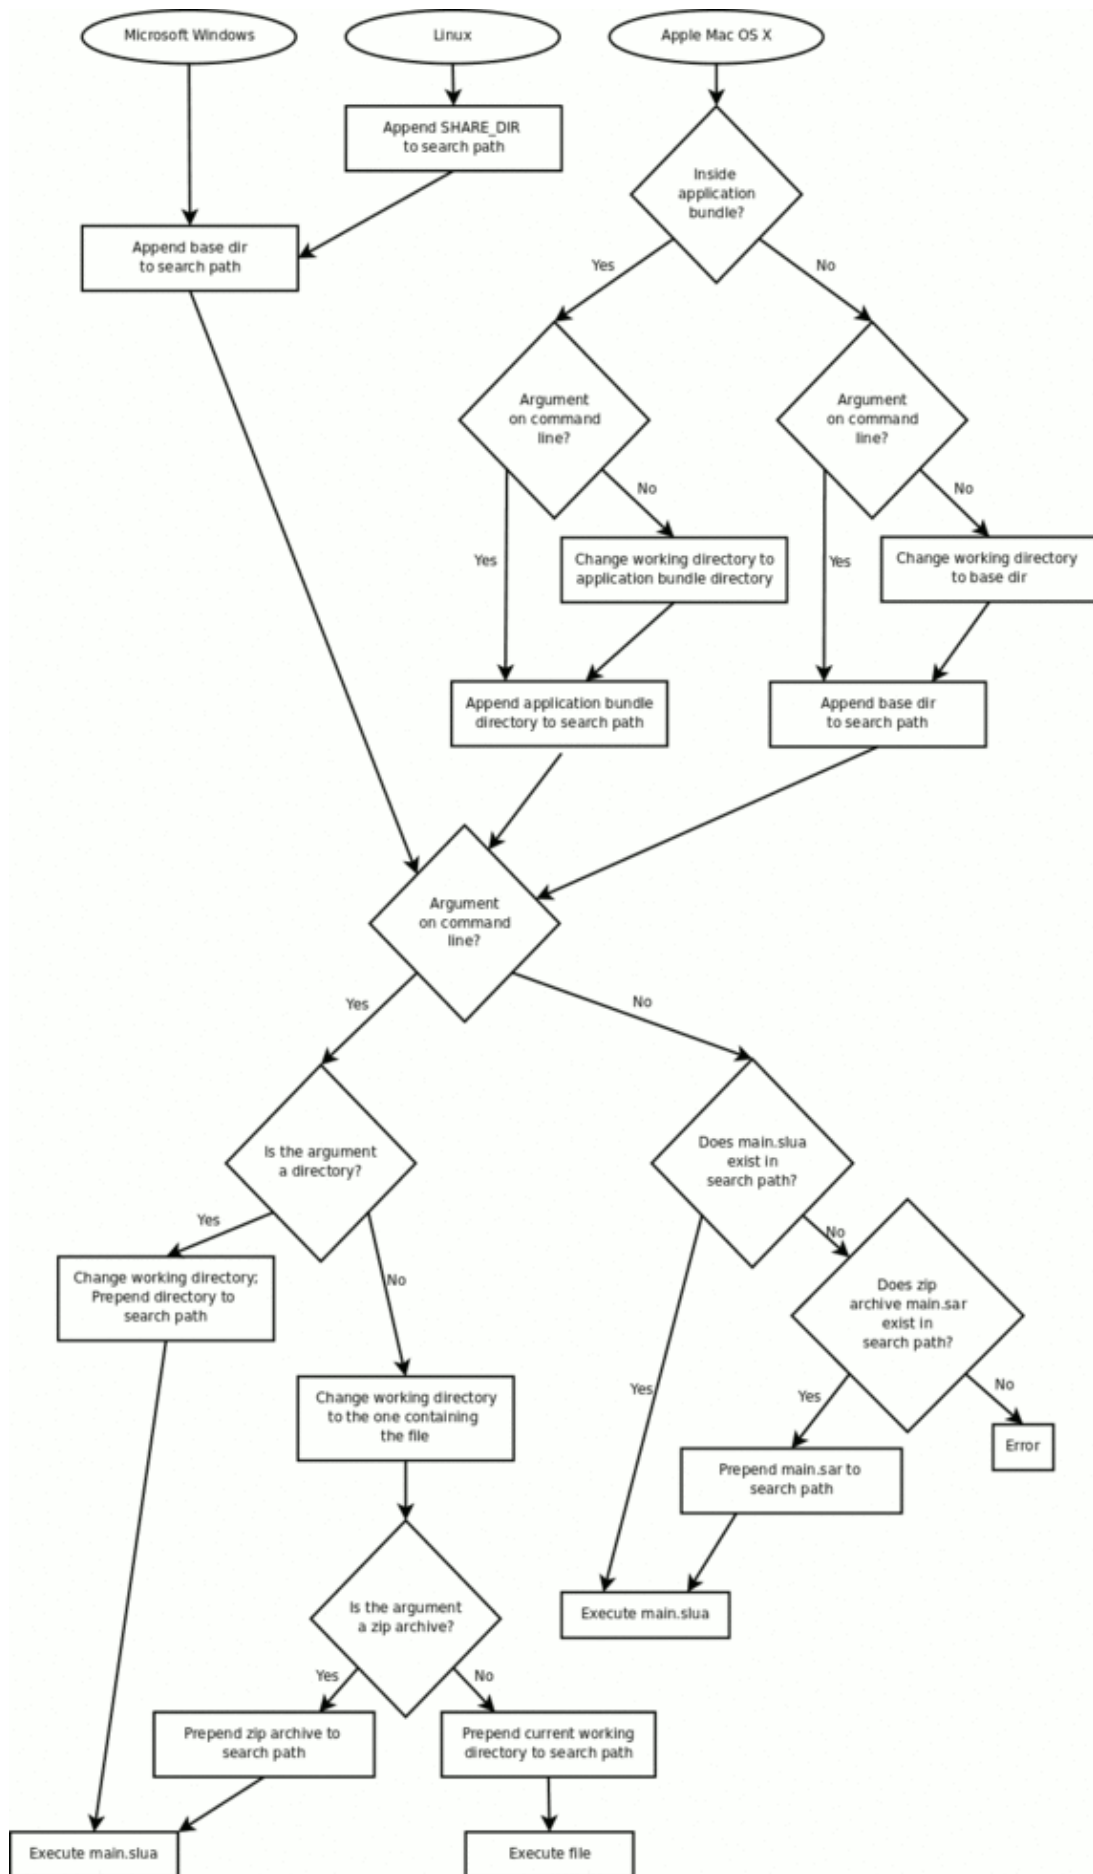 Microsoft Windows
Linux
Apple Mac OS X
Append SHARE_DIR
to search path
Inside
application
bundle?
Append base dir
to search path
Yes
No
Argument
on command
line?
Argument
on command
line?
No
No
Yes
Change working directory to
application bundle directory
Yes
Change working directory
to base dir
Append application bundle
directory to search path
Append base dir
to search path
Argument
on command
line?
Yes
No
Is the argument
a directory?
Does main.slua
exist in
search path?
Yes
No
Change working directory;
Prepend directory to
search path
No
Does zip
archive main.sar
exist in
search path?
Change working directory
to the one containing
the file
Yes
Yes
No
Error
Prepend main.sar to
search path
Is the argument
a zip archive?
Execute main.slua
Yes
No
Prepend zip archive to
search path
Prepend current working
directory to search path
Execute main.slua
Execute file